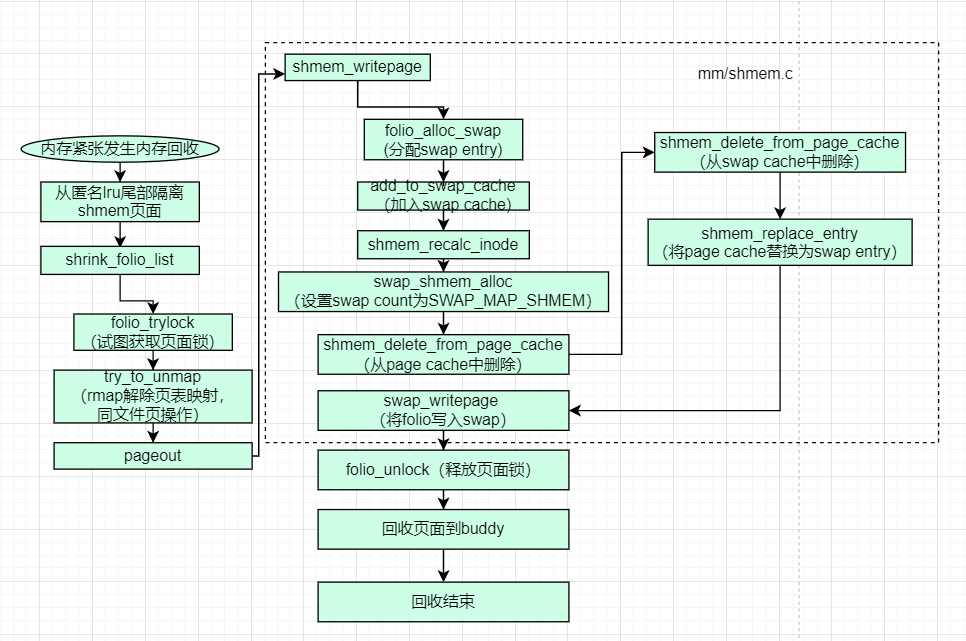 内存紧张发生内存回收
从匿名lru尾部隔离
shmem页面
shrink_folio_list
folio_trylock
（试图获取页面锁）
try_to_unmap
（rmap解除页表映射，
同文件页操作）
pageout
mm/shmem.c
shmem_writepage
folio_alloc_swap
（分配swap entry)
add_to_swap_cache
（加入swap cache）
shmem_recalc_inode
swap_shmem_alloc
（设置swap count为SWAP_MAP_SHMEM）
shmem_delete_from_page_cache
（从page cache中删除）
shmem_delete_from_page_cache
（从swap cache中删除）
shmem_replace_entry
（将page cache替换为swap entry）
swap_writepage
（将folio写入swap）
folio_unlock（释放页面锁）
回收页面到buddy
回收结束